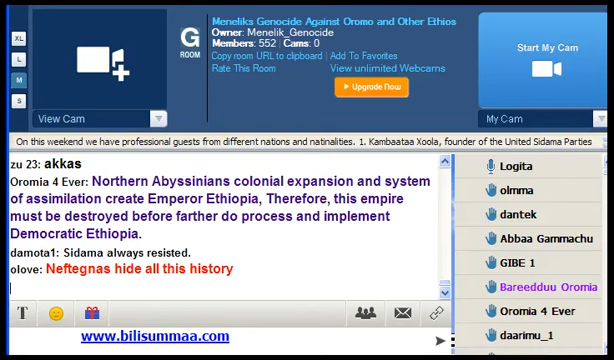 Meneliks Genocide Against Oromo and Other Ethios
Owner: Menelik_Genocide
Members: 552 | Cams: 0
Copy room URL to clipboard | Add To Favorites
Rate This Room View unlimited Webcams
Upgrade Now
G
ROOM
XL
L
M
S
View Cam
Start My Cam
My Cam
On this weekend we have professional guests from different nations and natinalities. 1. Kambaataa Xoola, founder of the United Sidama Parties
zu 23: akkas
Oromia 4 Ever: Northern Abyssinians colonial expansion and system
of assimilation create Emperor Ethiopia, Therefore, this empire
must be destroyed before farther do process and implement
Democratic Ethiopia.
damota1: Sidama always resisted.
olove: Neftegnas hide all this history
T
www.bilisummaa.com
Logita
olmma
dantek
Abbaa Gammachu
GIBE 1
Bareedduu Oromia
Oromia 4 Ever
daarimu_1